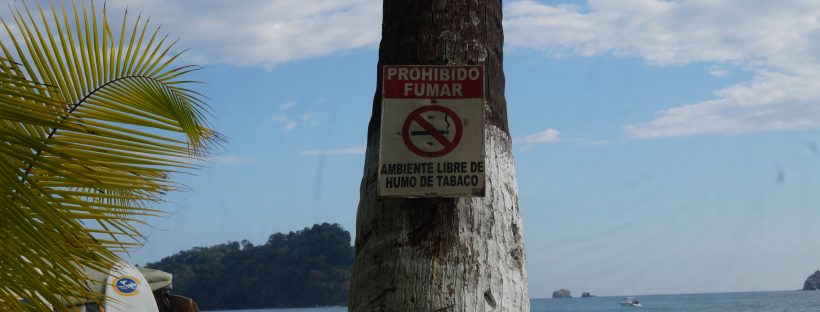 PROHIBIDO
FUMAR
AMBIENTE LIBRE DE
HUMO DE TABACO